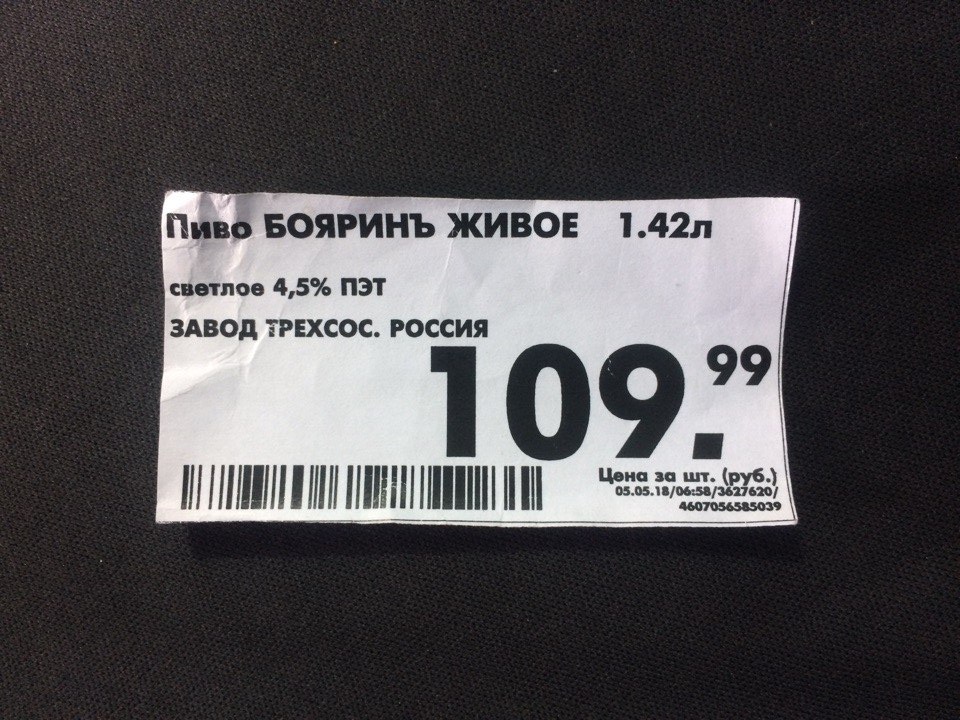 Пиво БОЯРИНЪ ЖИВОЕ 1.42л
светлое 4,5% ПЭТ
ЗАВОД ТРЕХСОС. РОССИЯ
109.99
Цена за шт. (руб.)
05.05.18/06:58/3627620/
4607056585039